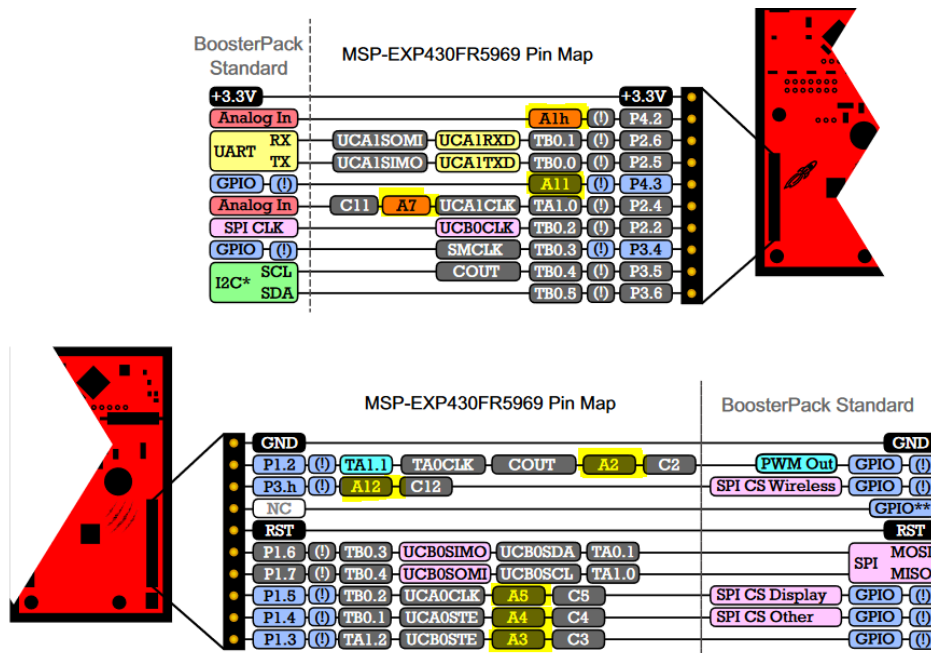 BoosterPack
Standard
MSP-EXP430FR5969 Pin Map
+3.3V +3.3V
Analog In A1h (!) P4.2
UART RX UCA1SOMI UCA1RXD TB0.1 (!) P2.6
TX UCA1SIMO UCA1TXD TB0.0 (!) P2.5
GPIO (!) A11 (!) P4.3
Analog In C11 A7 UCA1CLK TA1.0 (!) P2.4
SPI CLK UCB0CLK TB0.2 (!) P2.2
GPIO (!) SMCLK TB0.3 (!) P3.4
I2C* SCL COUT TB0.4 (!) P3.5
SDA TB0.5 (!) P3.6
MSP-EXP430FR5969 Pin Map BoosterPack Standard
GND GND
P1.2 (!) TA1.1 TA0CLK COUT A2 C2 PWM Out GPIO (!)
P3.h (!) A12 C12 SPI CS Wireless GPIO (!)
NC GPIO**
RST RST
P1.6 (!) TB0.3 UCB0SIMO UCB0SDA TA0.1 SPI MOSI
P1.7 (!) TB0.4 UCB0SOMI UCB0SCL TA1.0 MISO
P1.5 (!) TB0.2 UCA0CLK A5 C5 SPI CS Display GPIO (!)
P1.4 (!) TB0.1 UCA0STE A4 C4 SPI CS Other GPIO (!)
P1.3 (!) TA1.2 UCB0STE A3 C3 GPIO (!)